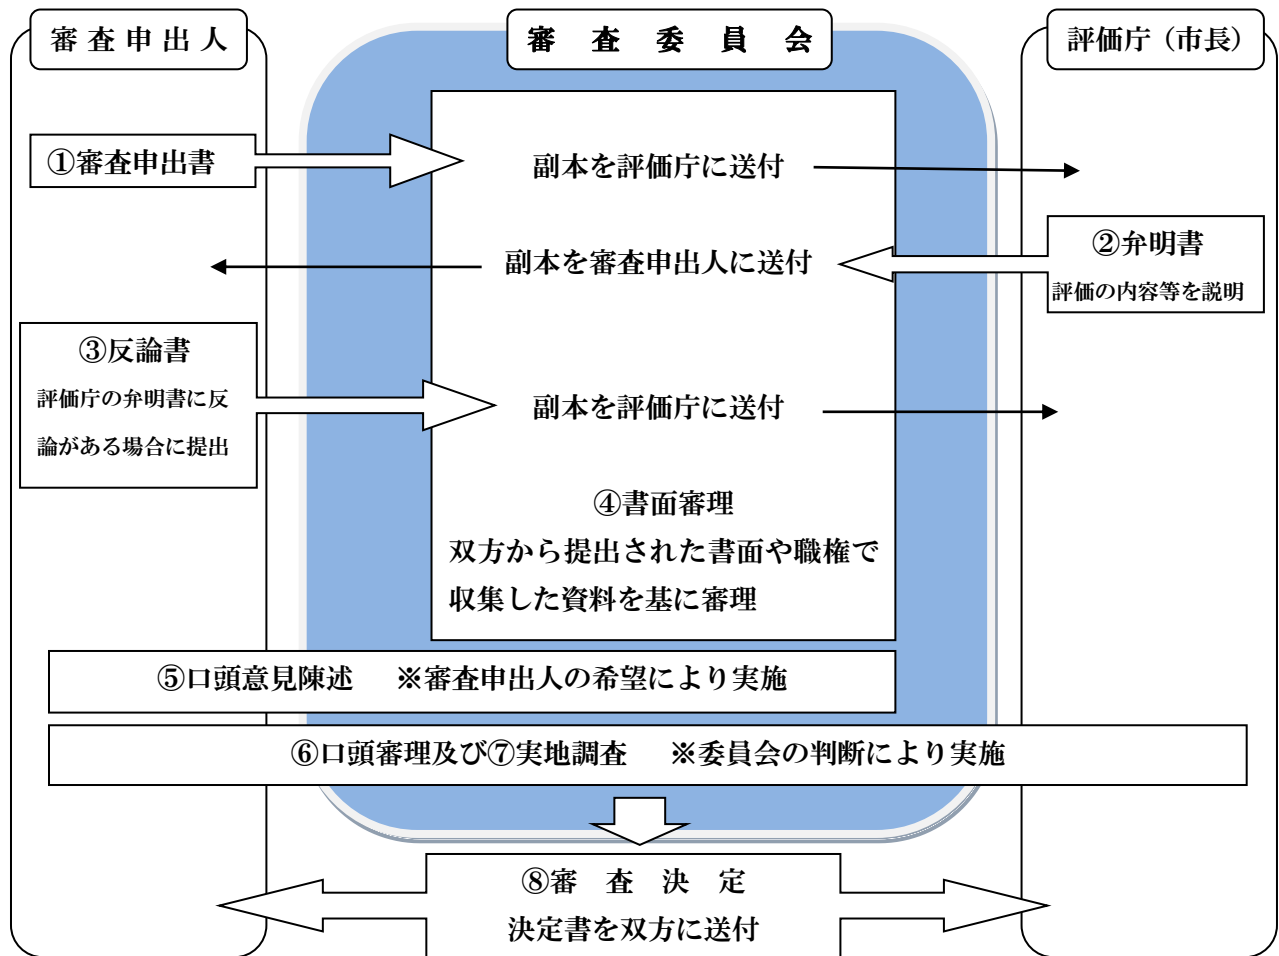 審査申出人
審査委員会
評価庁（市長）
①審査申出書
副本を評価庁に送付
②弁明書
評価の内容等を説明
副本を審査申出人に送付
③反論書
評価庁の弁明書に反
論がある場合に提出
副本を評価庁に送付
④書面審理
双方から提出された書面や職権で
収集した資料を基に審理
⑤口頭意見陳述　※審査申出人の希望により実施
⑥口頭審理及び⑦実地調査　※委員会の判断により実施
⑧審　査　決　定
決定書を双方に送付